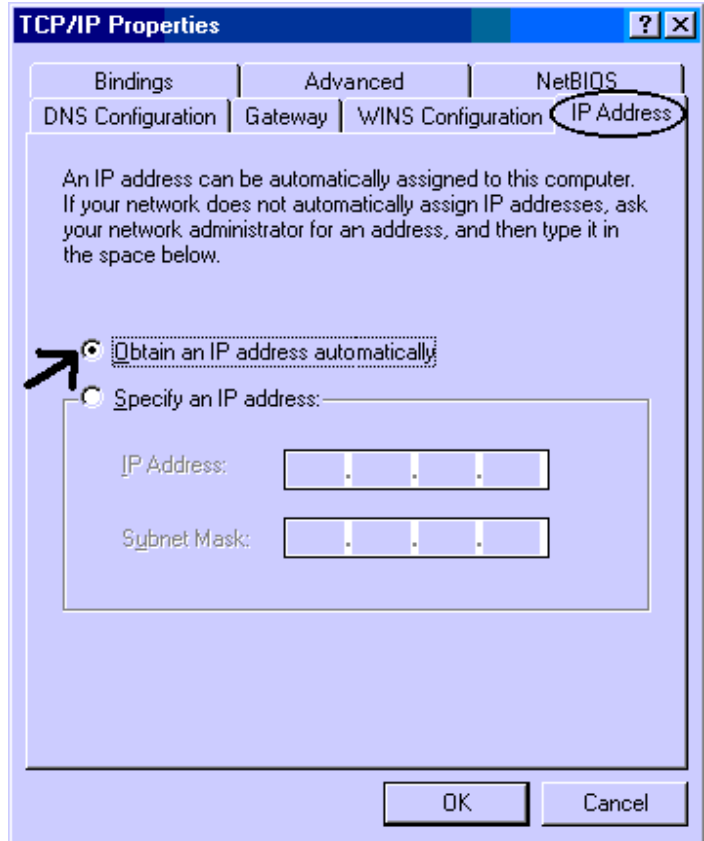 TCP/IP Properties
Bindings Advanced NetBIOS
DNS Configuration Gateway WINS Configuration IP Address
An IP address can be automatically assigned to this computer.
If your network does not automatically assign IP addresses, ask
your network administrator for an address, and then type it in
the space below.
Obtain an IP address automatically
Specify an IP address:
IP Address:
. . .
Subnet Mask:
. . .
OK Cancel